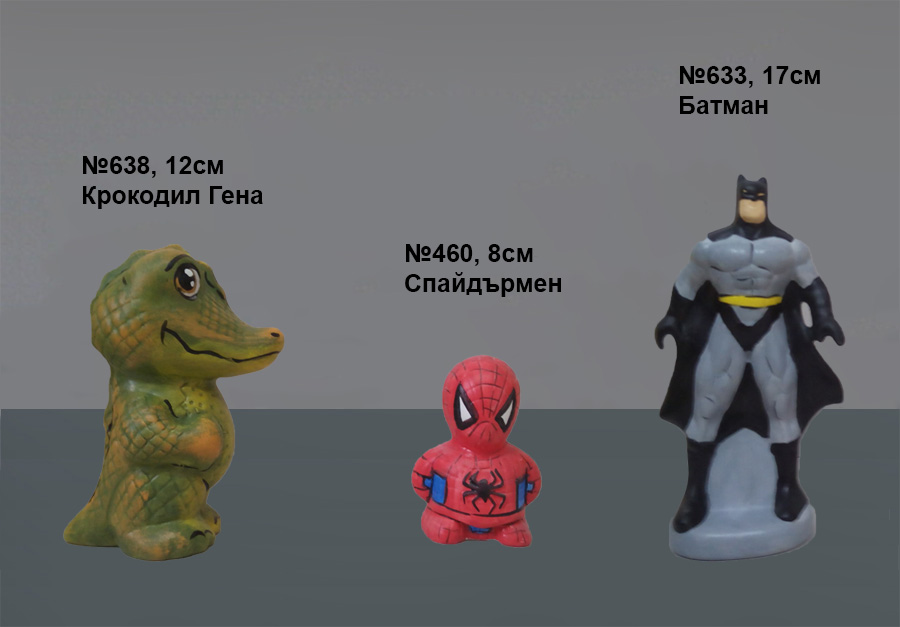 №638, 12см
Крокодил Гена
№460, 8см
Спайдърмен
№633, 17см
Батман